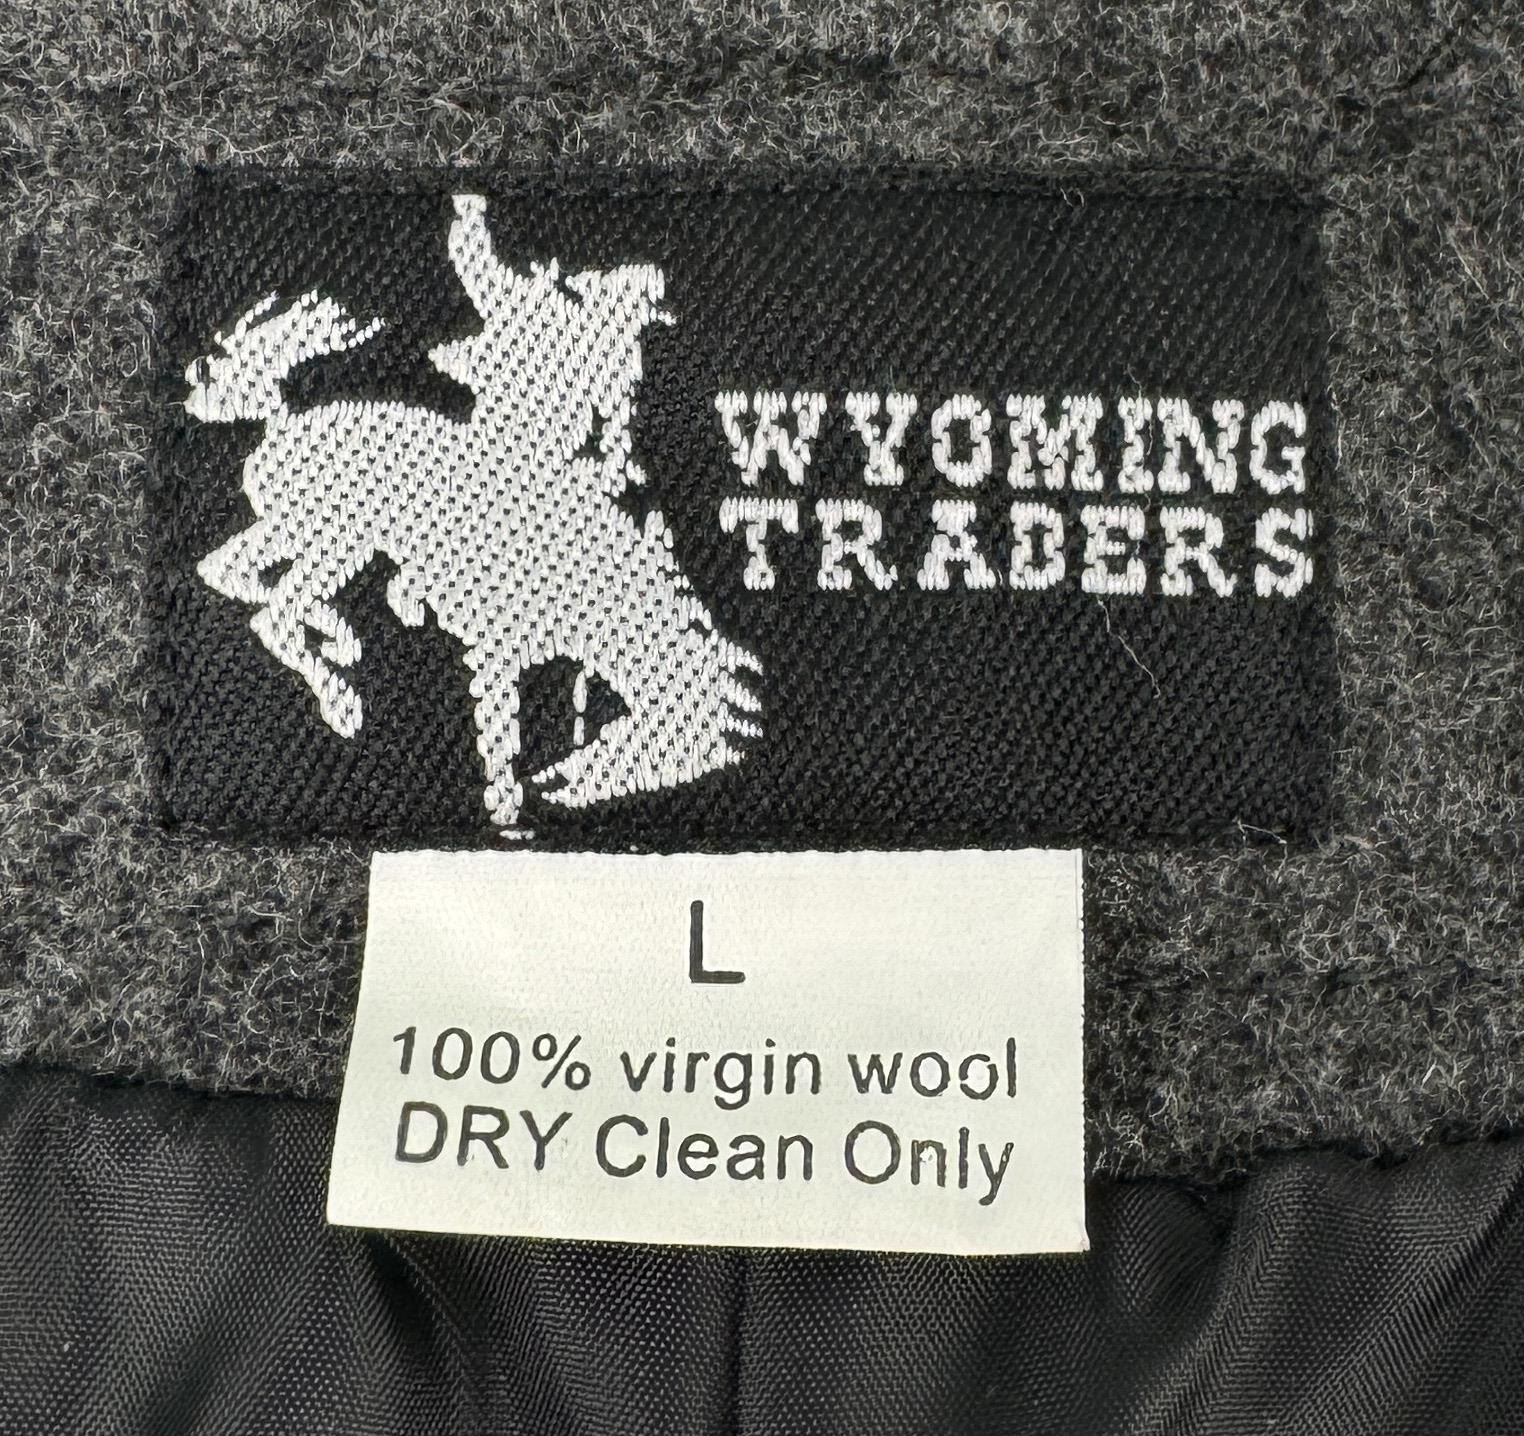 WYOMING
TRADERS
L
100% virgin wool
DRY Clean Only